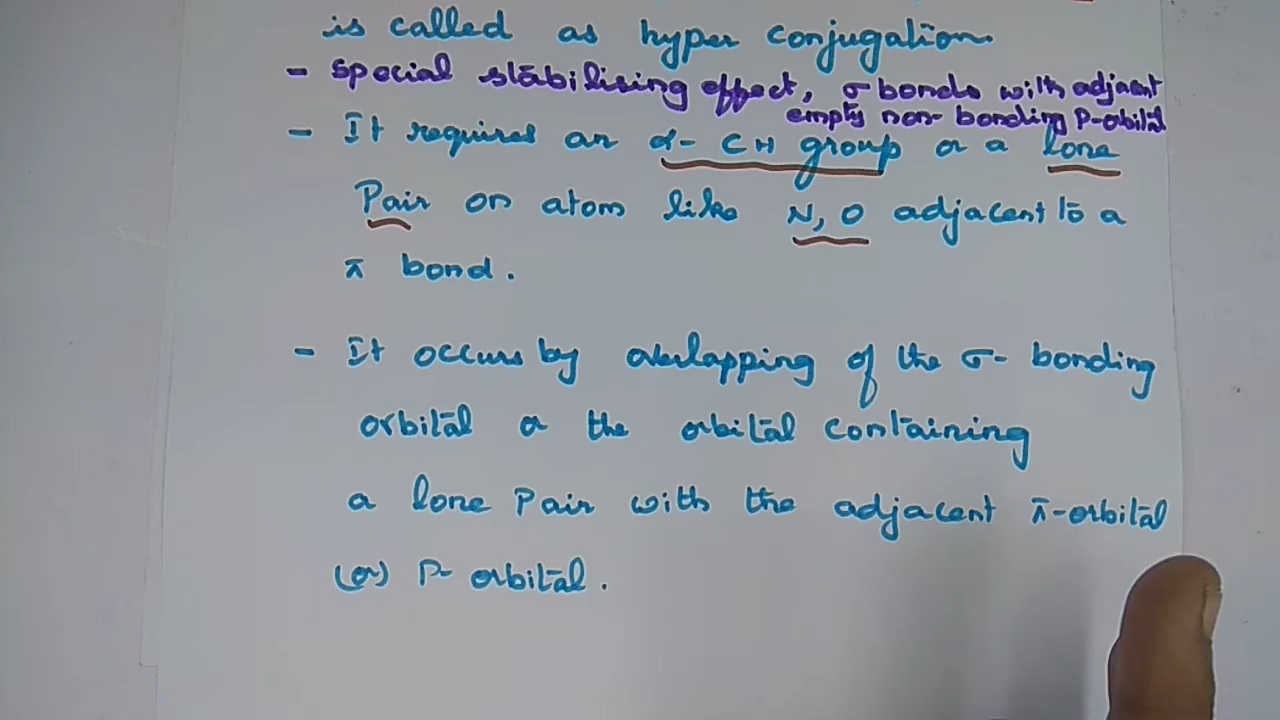 is called as hyper conjugation.
- Special stabilising effect, σ bonds with adjacent
empty non-bonding P-orbital
- It requires an α- CH group or a lone
Pair on atom like N, O adjacent to a
π bond.
- It occurs by overlapping of the σ- bonding
orbital or the orbital containing
a lone Pair with the adjacent π-orbital
(or) P- orbital.